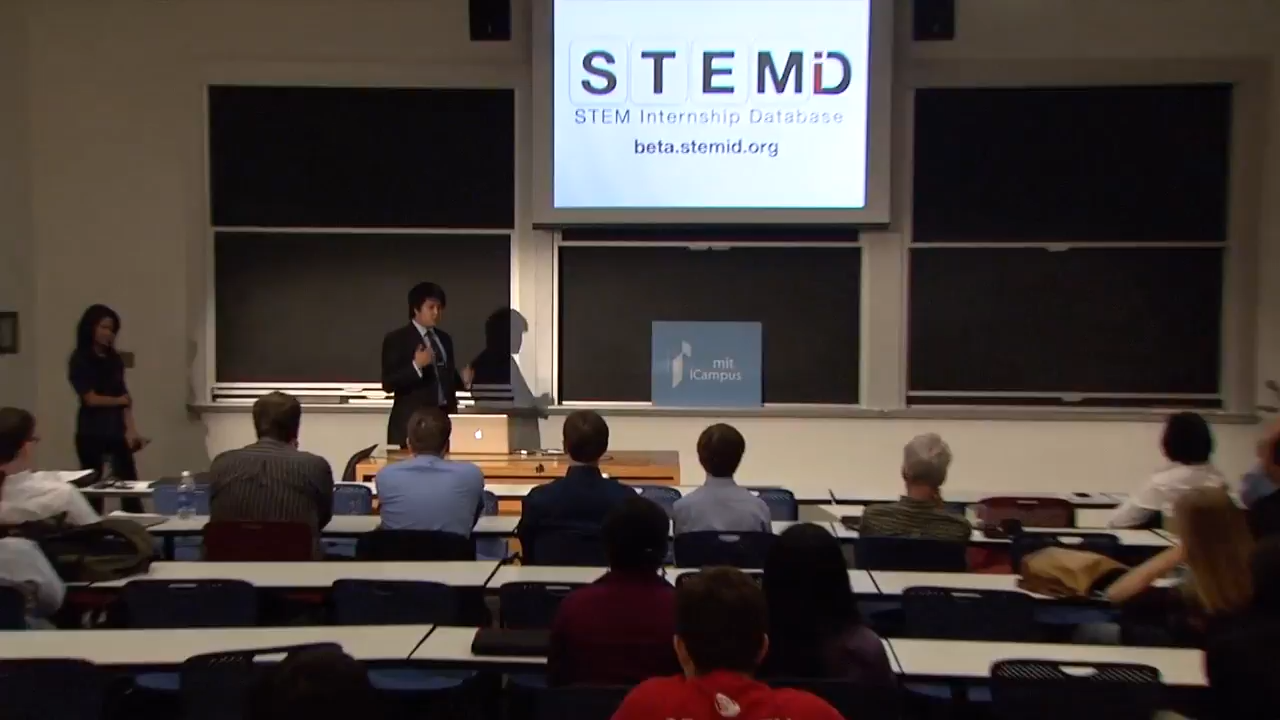 STEMiD
STEM Internship Database
beta.stemid.org
mit
iCampus